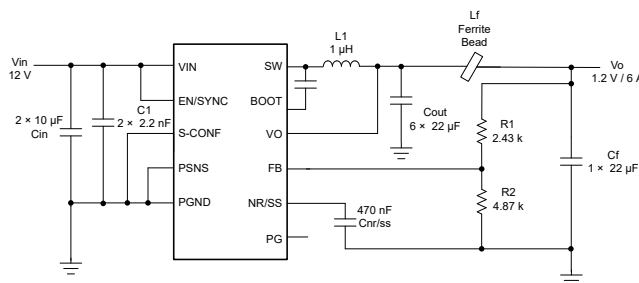 Lf
Ferrite
Bead
L1
1 µH
Vin
12 V
Vo
1.2 V / 6 A
VIN
SW
EN/SYNC
BOOT
C1
2 × 2.2 nF
2 × 10 µF
Cin
S-CONF
VO
Cout
6 × 22 µF
R1
2.43 k
Cf
1 × 22 µF
PSNS
FB
PGND
NR/SS
470 nF
Cnr/ss
R2
4.87 k
PG